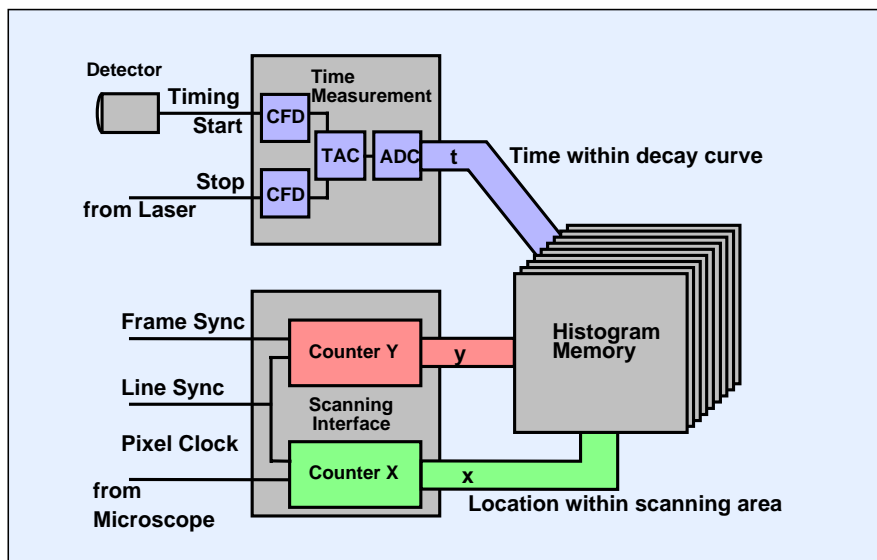 Detector
Timing
Start
Time
Measurement
CFD
TAC
ADC
t
Time within decay curve
Stop
from Laser
CFD
Frame Sync
Counter Y
y
Histogram
Memory
Line Sync
Scanning
Interface
Pixel Clock
Counter X
x
from
Microscope
Location within scanning area